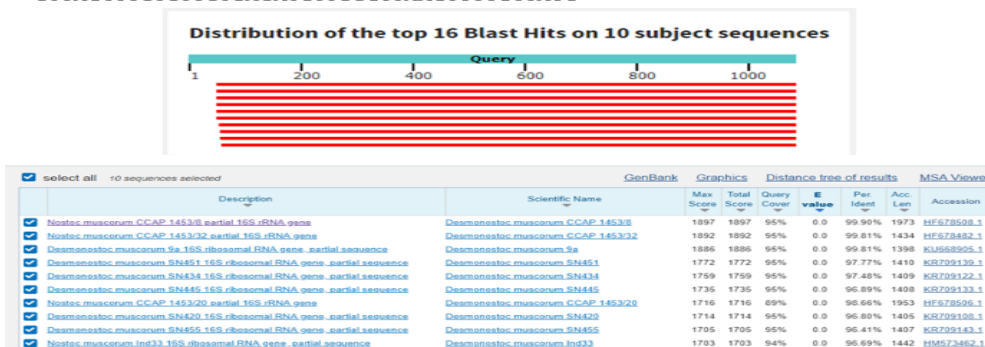 Distribution of the top 16 Blast Hits on 10 subject sequences
Query
1 200 400 600 800 1000
select all 10 sequences selected GenBank Graphics Distance tree of results MSA Viewe
Description Scientific Name Max Score Total Score Query Cover E value Per. Ident Acc. Len Accession
Nostoc muscorum CCAP 1453/8 partial 16S rRNA gene Desmonostoc muscorum CCAP 1453/8 1897 1897 95% 0.0 99.90% 1973 HF678508.1
Nostoc muscorum CCAP 1453/32 partial 16S rRNA gene Desmonostoc muscorum CCAP 1453/32 1892 1892 95% 0.0 99.81% 1434 HF678482.1
Desmonostoc muscorum 9a 16S ribosomal RNA gene, partial sequence Desmonostoc muscorum 9a 1886 1886 95% 0.0 99.81% 1398 KU668905.1
Desmonostoc muscorum SN451 16S ribosomal RNA gene, partial sequence Desmonostoc muscorum SN451 1772 1772 95% 0.0 97.77% 1410 KR709139.1
Desmonostoc muscorum SN434 16S ribosomal RNA gene, partial sequence Desmonostoc muscorum SN434 1759 1759 95% 0.0 97.48% 1409 KR709122.1
Desmonostoc muscorum SN445 16S ribosomal RNA gene, partial sequence Desmonostoc muscorum SN445 1735 1735 95% 0.0 96.89% 1408 KR709133.1
Nostoc muscorum CCAP 1453/20 partial 16S rRNA gene Desmonostoc muscorum CCAP 1453/20 1716 1716 89% 0.0 98.66% 1953 HF678506.1
Desmonostoc muscorum SN420 16S ribosomal RNA gene, partial sequence Desmonostoc muscorum SN420 1714 1714 95% 0.0 96.80% 1405 KR709108.1
Desmonostoc muscorum SN455 16S ribosomal RNA gene, partial sequence Desmonostoc muscorum SN455 1705 1705 95% 0.0 96.41% 1407 KR709143.1
Nostoc muscorum Ind33 16S ribosomal RNA gene, partial sequence Desmonostoc muscorum Ind33 1703 1703 94% 0.0 96.69% 1442 HM573462.1